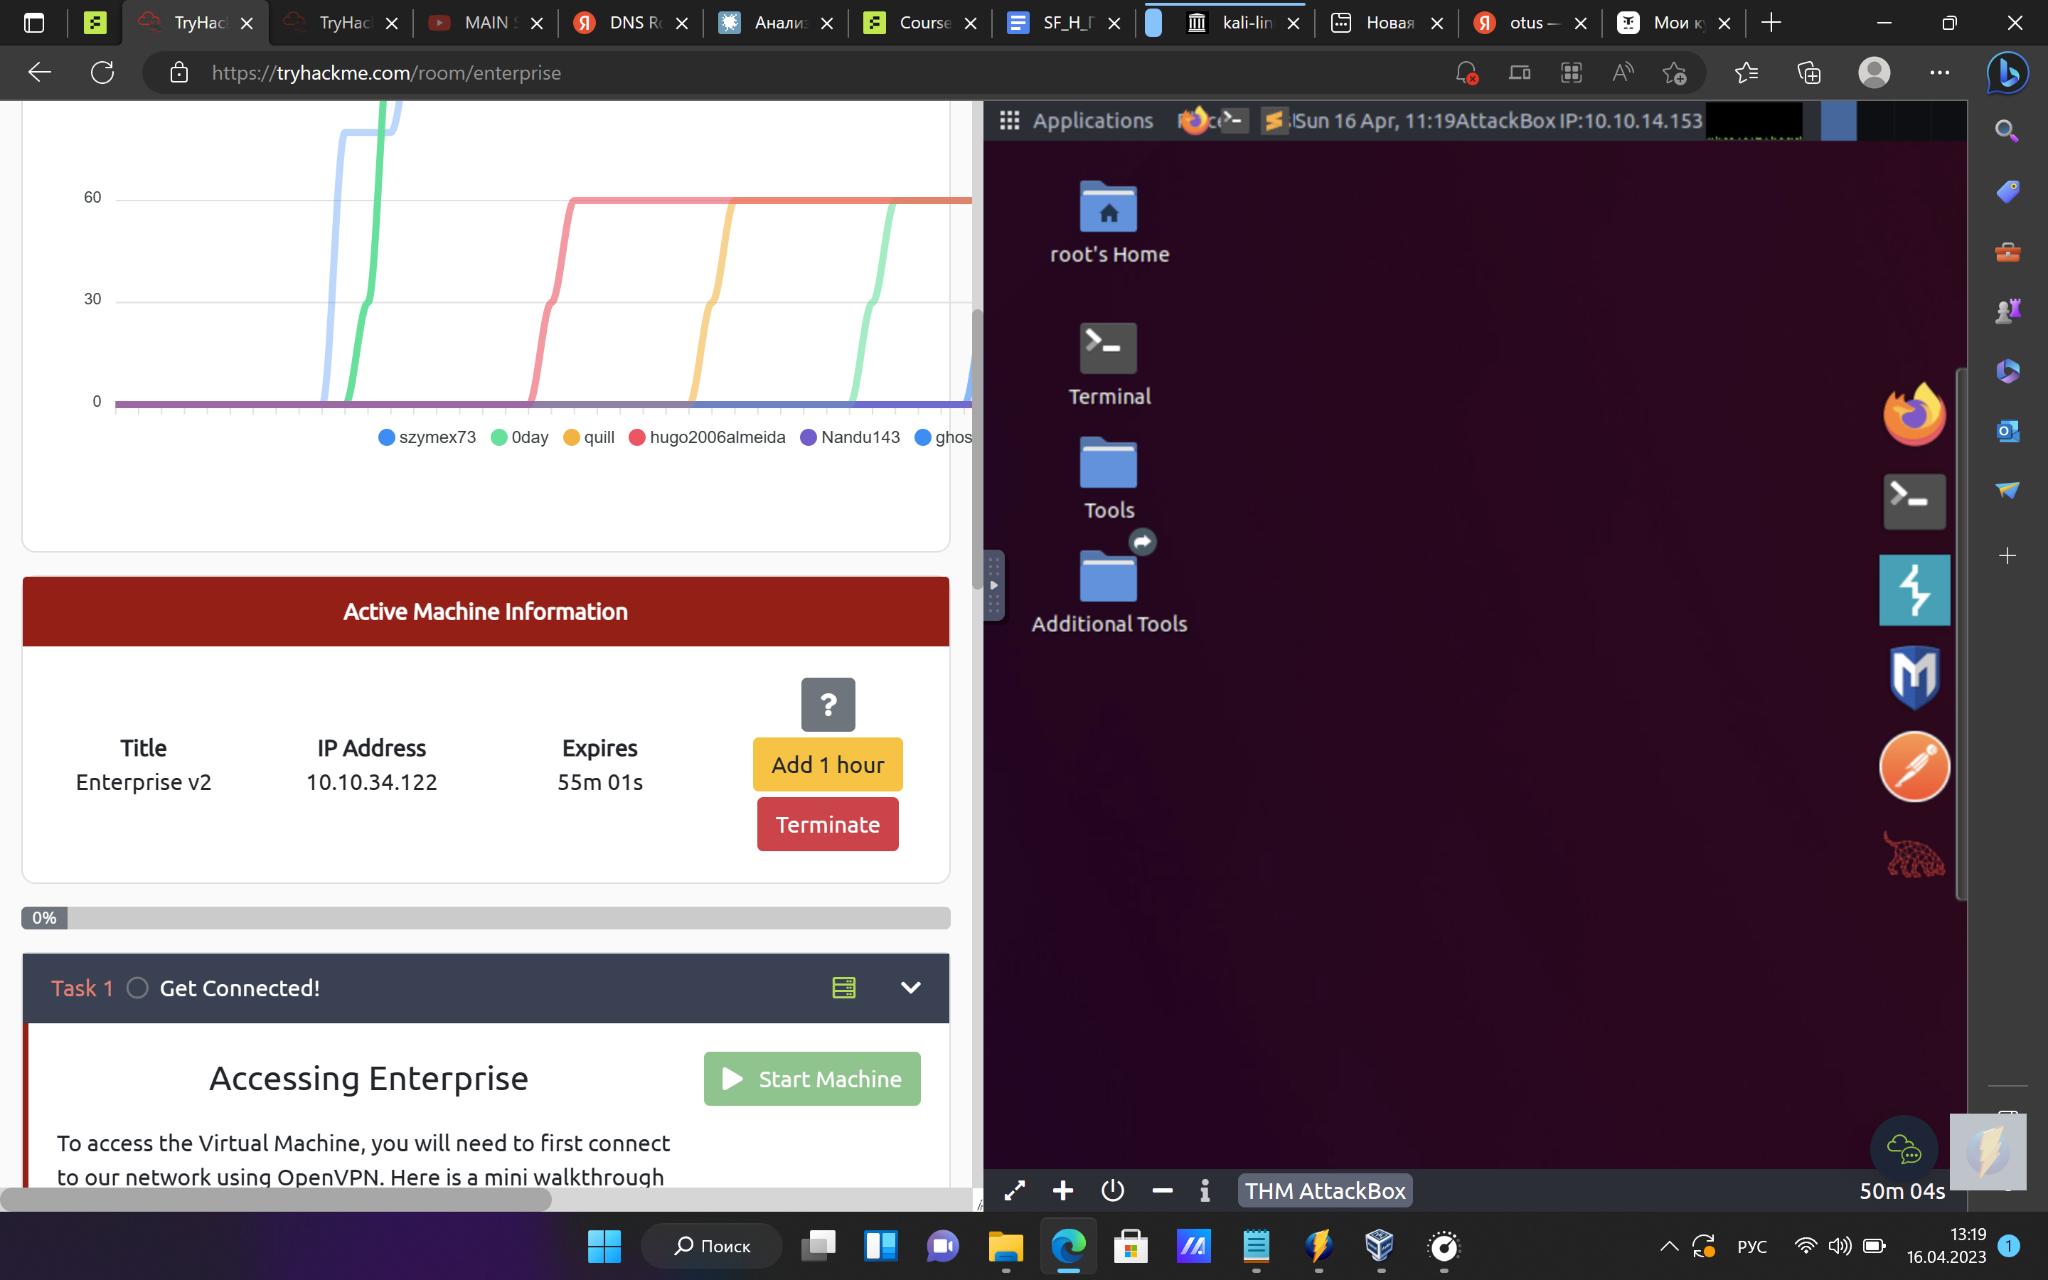 TryHac
TryHac
MAIN S
DNS Ro
Анали
Course
SF_H_Г
kali-lin
Новая
otus —
Мои к
https://tryhackme.com/room/enterprise
Applications
Sun 16 Apr, 11:19
AttackBox IP:10.10.14.153
60
30
0
szymex73
0day
quill
hugo2006almeida
Nandu143
ghos
root's Home
Terminal
Tools
Additional Tools
Active Machine Information
?
Title
IP Address
Expires
Enterprise v2
10.10.34.122
55m 01s
Add 1 hour
Terminate
0%
Task 1
Get Connected!
Accessing Enterprise
Start Machine
To access the Virtual Machine, you will need to first connect
to our network using OpenVPN. Here is a mini walkthrough
THM AttackBox
50m 04s
Поиск
РУС
13:19
16.04.2023
1